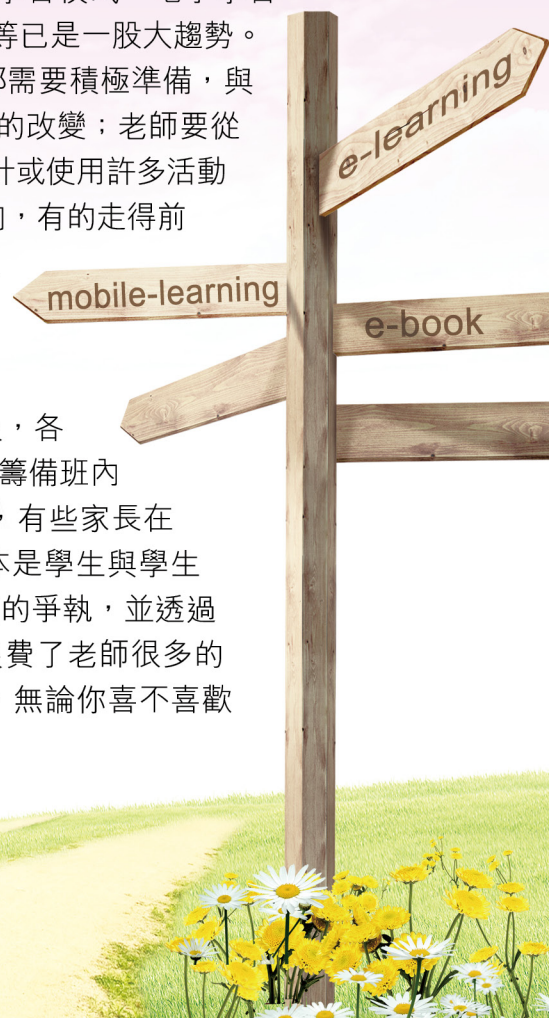 學習模式
等已是一股大趨勢。
都需要積極準備，與
的改變；老師要從
計或使用許多活動
，有的走得前
e-learning
mobile-learning
e-book
，各
籌備班內
，有些家長在
本是學生與學生
的爭執，並透過
費了老師很多的
無論你喜不喜歡